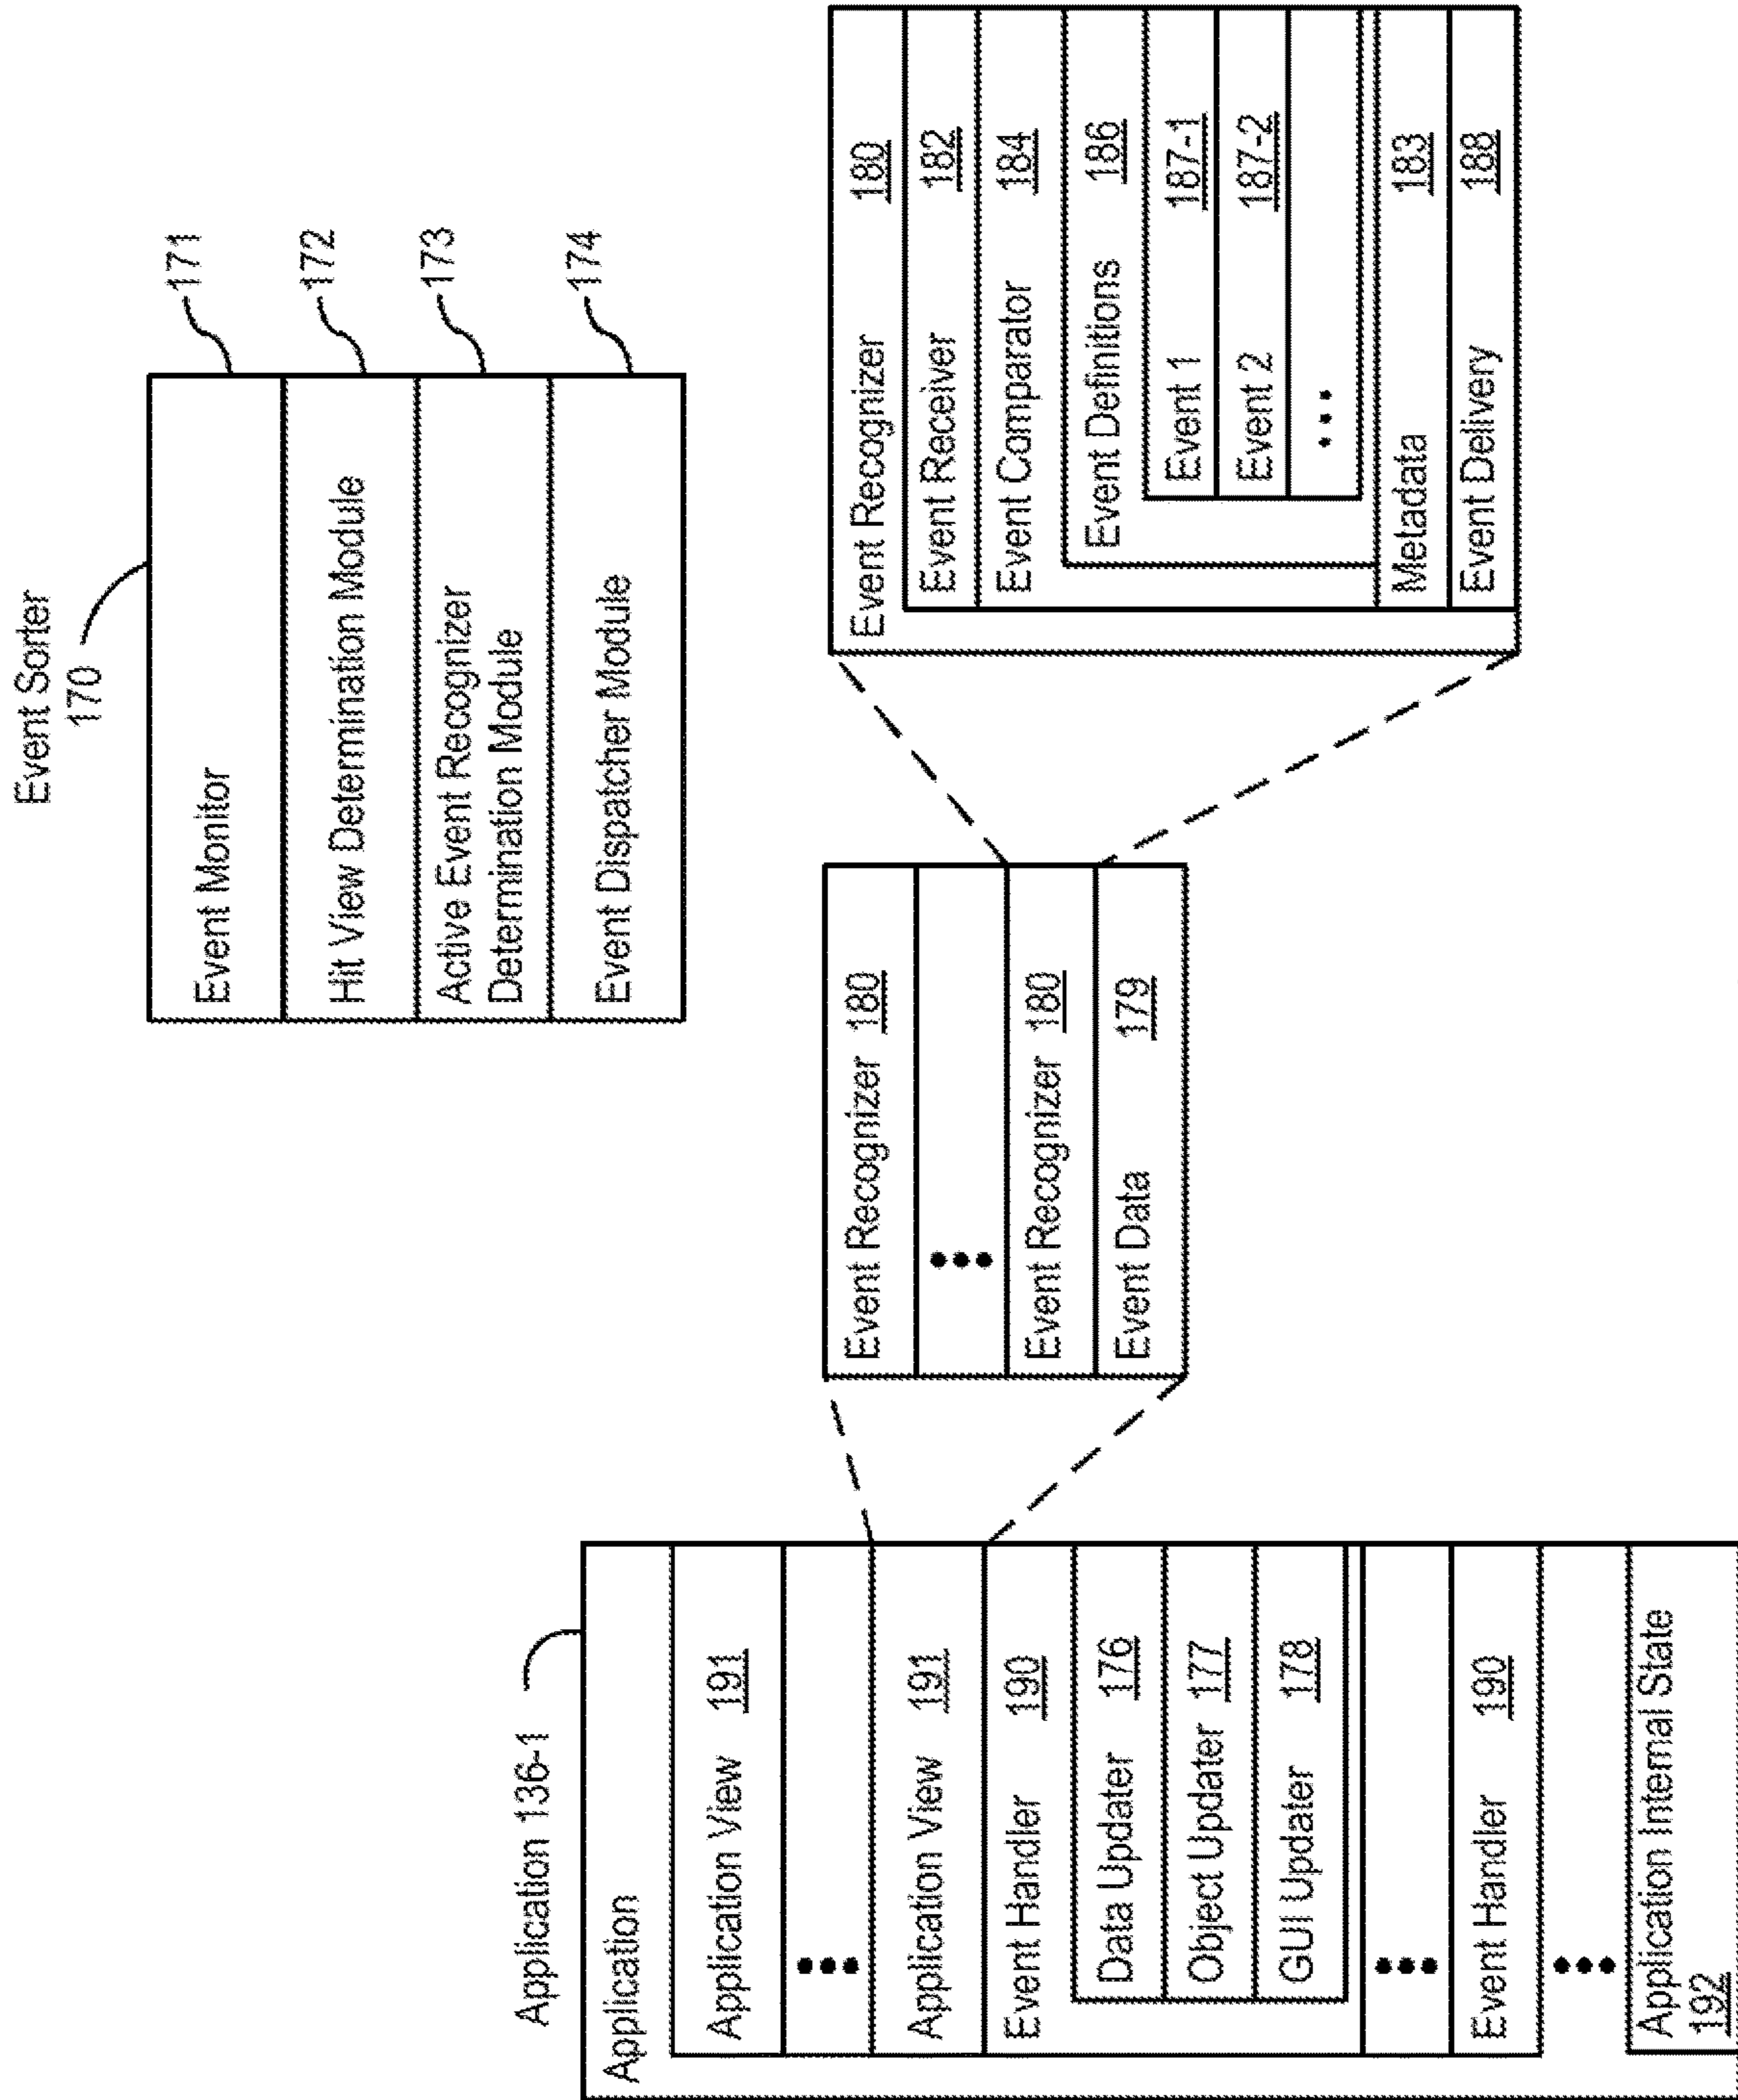 Event Sorter
170
Event Monitor
171
Hit View Determination Module
172
Active Event Recognizer
Determination Module
173
Event Dispatcher Module
174
Application 136-1
Application
Application View 191
•••
Application View 191
Event Handler 190
Data Updater 176
Object Updater 177
GUI Updater 178
•••
Event Handler 190
•••
Application Internal State
192
Event Recognizer 180
•••
Event Recognizer 180
Event Data 179
Event Recognizer 180
Event Receiver 182
Event Comparator 184
Event Definitions 186
Event 1 187-1
Event 2 187-2
•••
Metadata 183
Event Delivery 188